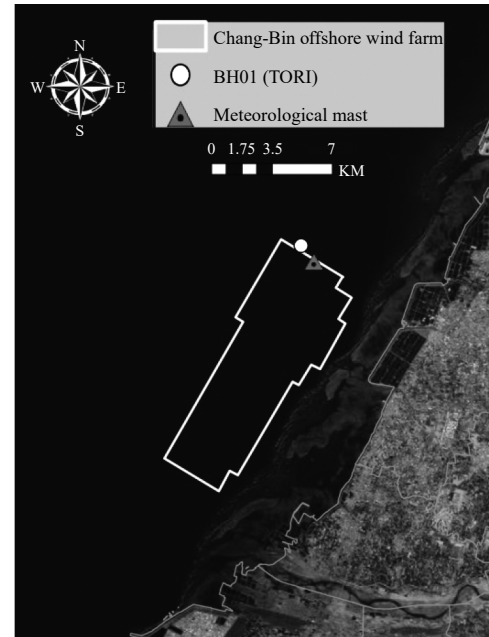 N
W E
S
Chang-Bin offshore wind farm
BH01 (TORI)
Meteorological mast
0 1.75 3.5 7
KM